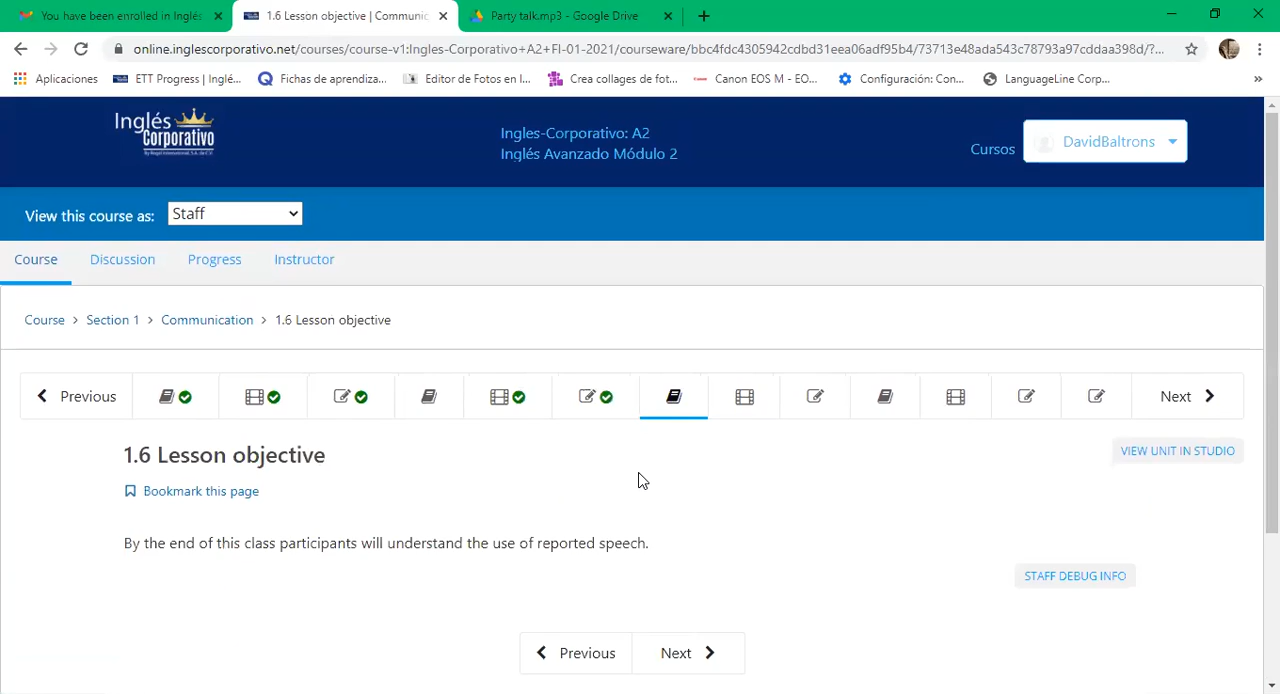 You have been enrolled in Inglés
1.6 Lesson objective | Communic
Party talk.mp3 - Google Drive
online.inglescorporativo.net/courses/course-v1:Ingles-Corporativo+A2+FI-01-2021/courseware/bbc4fdc4305942cdbd31eea06adf95b4/73713e48ada543c78793a97cddaa398d/?...
Aplicaciones
ETT Progress | Inglé...
Fichas de aprendiza...
Editor de Fotos en l...
Crea collages de fot...
Canon EOS M - EO...
Configuración: Con...
LanguageLine Corp...
Inglés
Corporativo
Ingles-Corporativo: A2
Inglés Avanzado Módulo 2
Cursos
DavidBaltrons
View this course as:
Staff
Course
Discussion
Progress
Instructor
Course > Section 1 > Communication > 1.6 Lesson objective
Previous
Next
1.6 Lesson objective
VIEW UNIT IN STUDIO
Bookmark this page
By the end of this class participants will understand the use of reported speech.
STAFF DEBUG INFO
Previous
Next